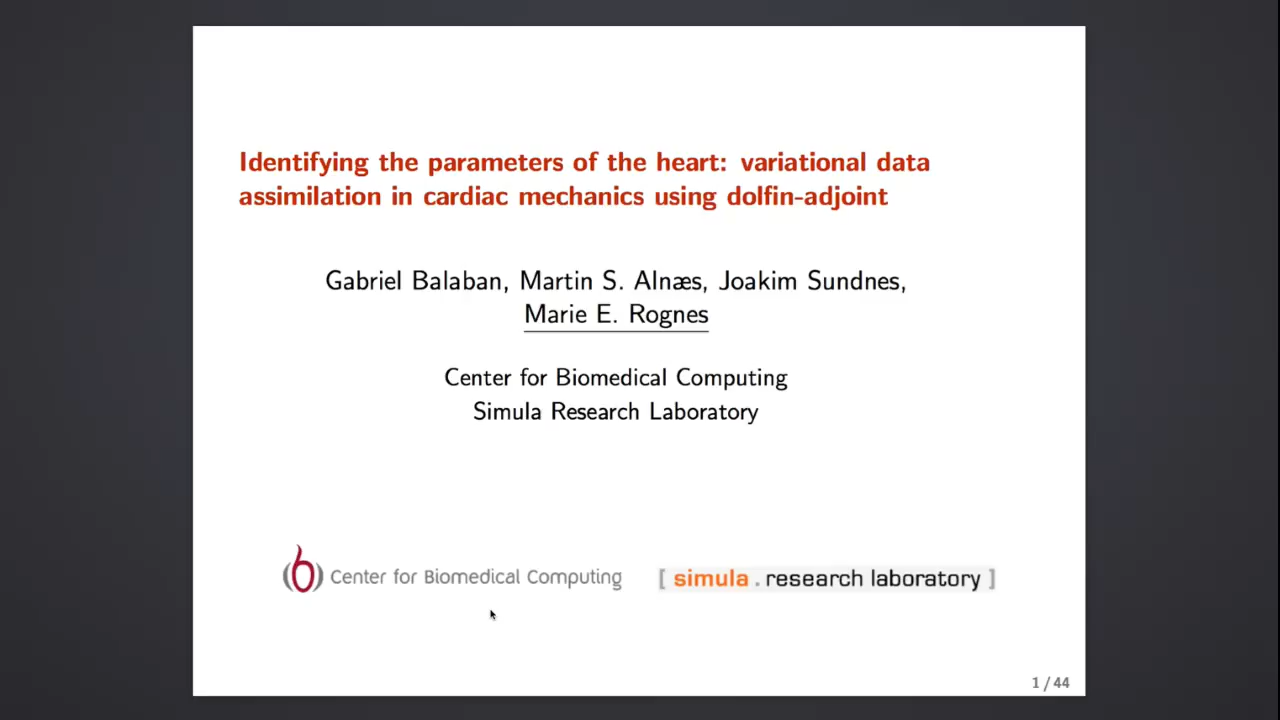 Identifying the parameters of the heart: variational data
assimilation in cardiac mechanics using dolfin-adjoint
Gabriel Balaban, Martin S. Alnæs, Joakim Sundnes,
Marie E. Rognes
Center for Biomedical Computing
Simula Research Laboratory
Center for Biomedical Computing
[ simula . research laboratory ]
1 / 44